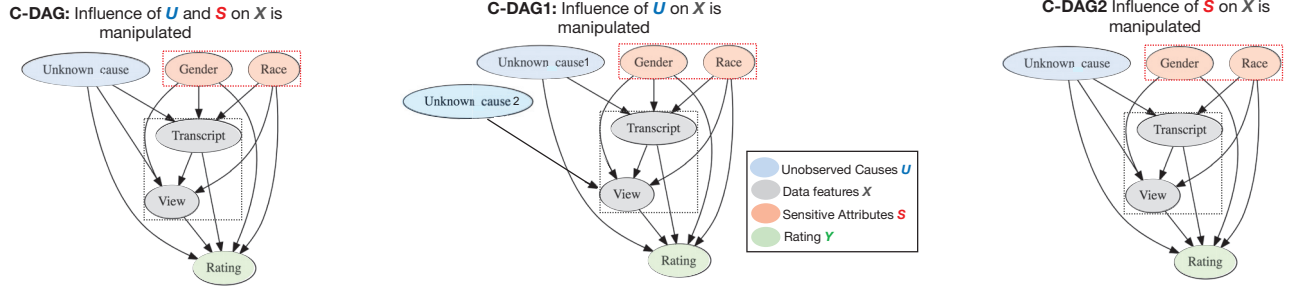 C-DAG: Influence of U and S on X is
manipulated
Unknown cause
Gender
Race
Transcript
View
Rating
C-DAG1: Influence of U on X is
manipulated
Unknown cause1
Gender
Race
Unknown cause 2
Transcript
View
Rating
Unobserved Causes U
Data features X
Sensitive Attributes S
Rating Y
C-DAG2 Influence of S on X is
manipulated
Unknown cause
Gender
Race
Transcript
View
Rating